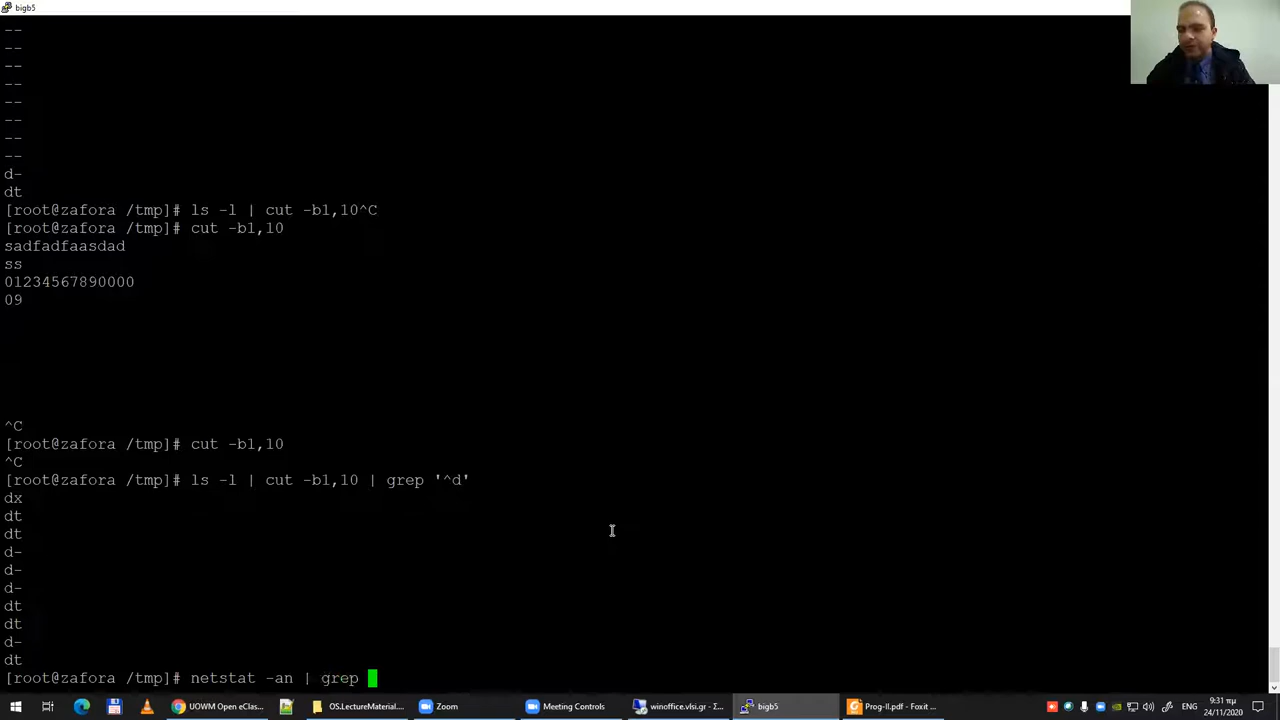 bigb5
--
--
--
--
--
--
--
--
d-
dt
[root@zafora /tmp]# ls -l | cut -b1,10^C
[root@zafora /tmp]# cut -b1,10
sadfadfaasdad
ss
01234567890000
09
^C
[root@zafora /tmp]# cut -b1,10
^C
[root@zafora /tmp]# ls -l | cut -b1,10 | grep '^d'
dx
dt
dt
d-
d-
d-
dt
dt
d-
dt
[root@zafora /tmp]# netstat -an | grep
UOWM Open eClas... OS.LectureMaterial.... Zoom Meeting Controls winoffice.vlsi.gr - Σ... bigb5 Prog-II.pdf - Foxit ... ENG 9:31 πμ
24/11/2020